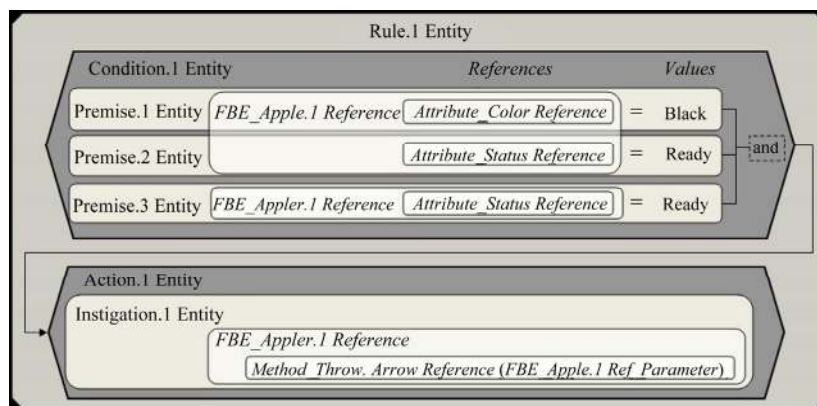 Rule.1 Entity
Condition.1 Entity References Values
Premise.1 Entity FBE_Apple.1 Reference Attribute_Color Reference = Black
Premise.2 Entity Attribute_Status Reference = Ready
and
Premise.3 Entity FBE_Appler.1 Reference Attribute_Status Reference = Ready
Action.1 Entity
Instigation.1 Entity
FBE_Appler.1 Reference
Method_Throw. Arrow Reference (FBE_Apple.1 Ref_Parameter)